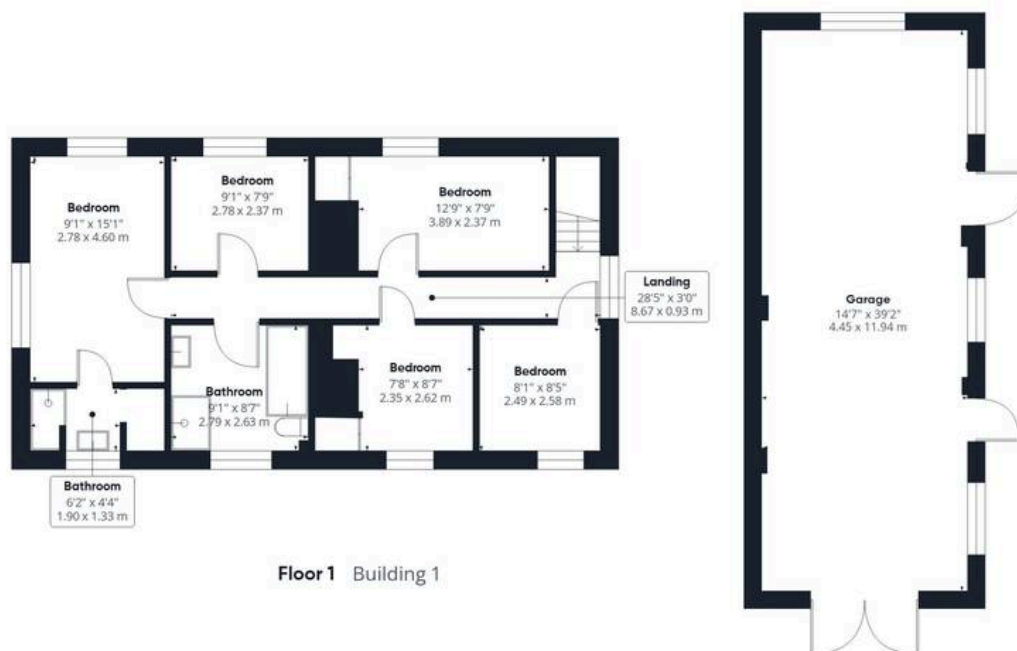 Bedroom
9'1" x 15'1"
2.78 x 4.60 m
Bedroom
9'1" x 7'9"
2.78 x 2.37 m
Bedroom
12'9" x 7'9"
3.89 x 2.37 m
Landing
28'5" x 3'0"
8.67 x 0.93 m
Bathroom
9'1" x 8'7"
2.79 x 2.63 m
Bedroom
7'8" x 8'7"
2.35 x 2.62 m
Bedroom
8'1" x 8'5"
2.49 x 2.58 m
Bathroom
6'2" x 4'4"
1.90 x 1.33 m
Floor 1 Building 1
Garage
14'7" x 39'2"
4.45 x 11.94 m